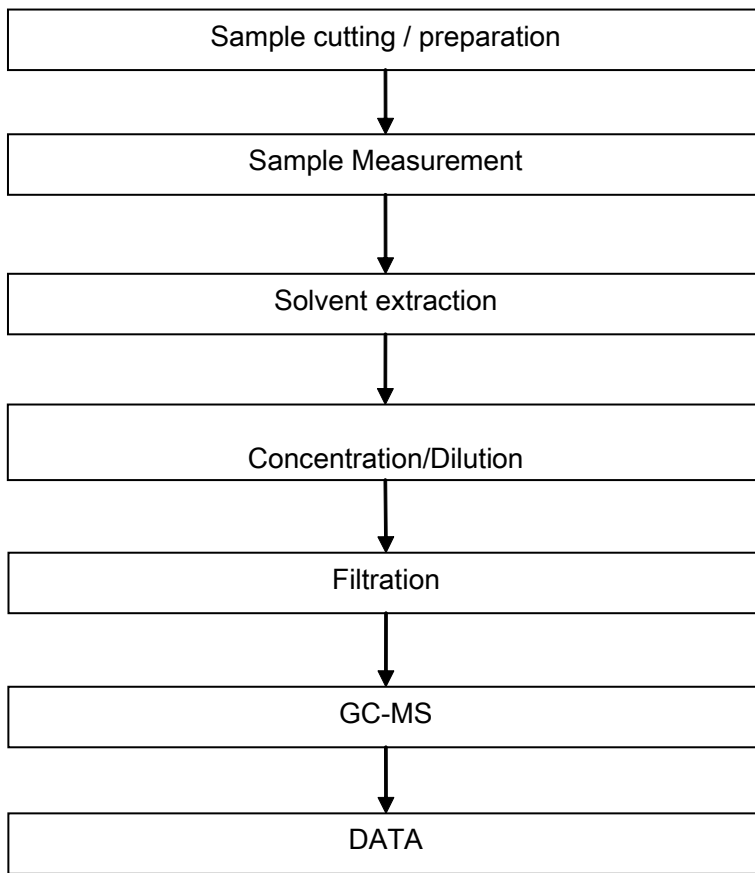 Sample cutting / preparation
Sample Measurement
Solvent extraction
Concentration/Dilution
Filtration
GC-MS
DATA